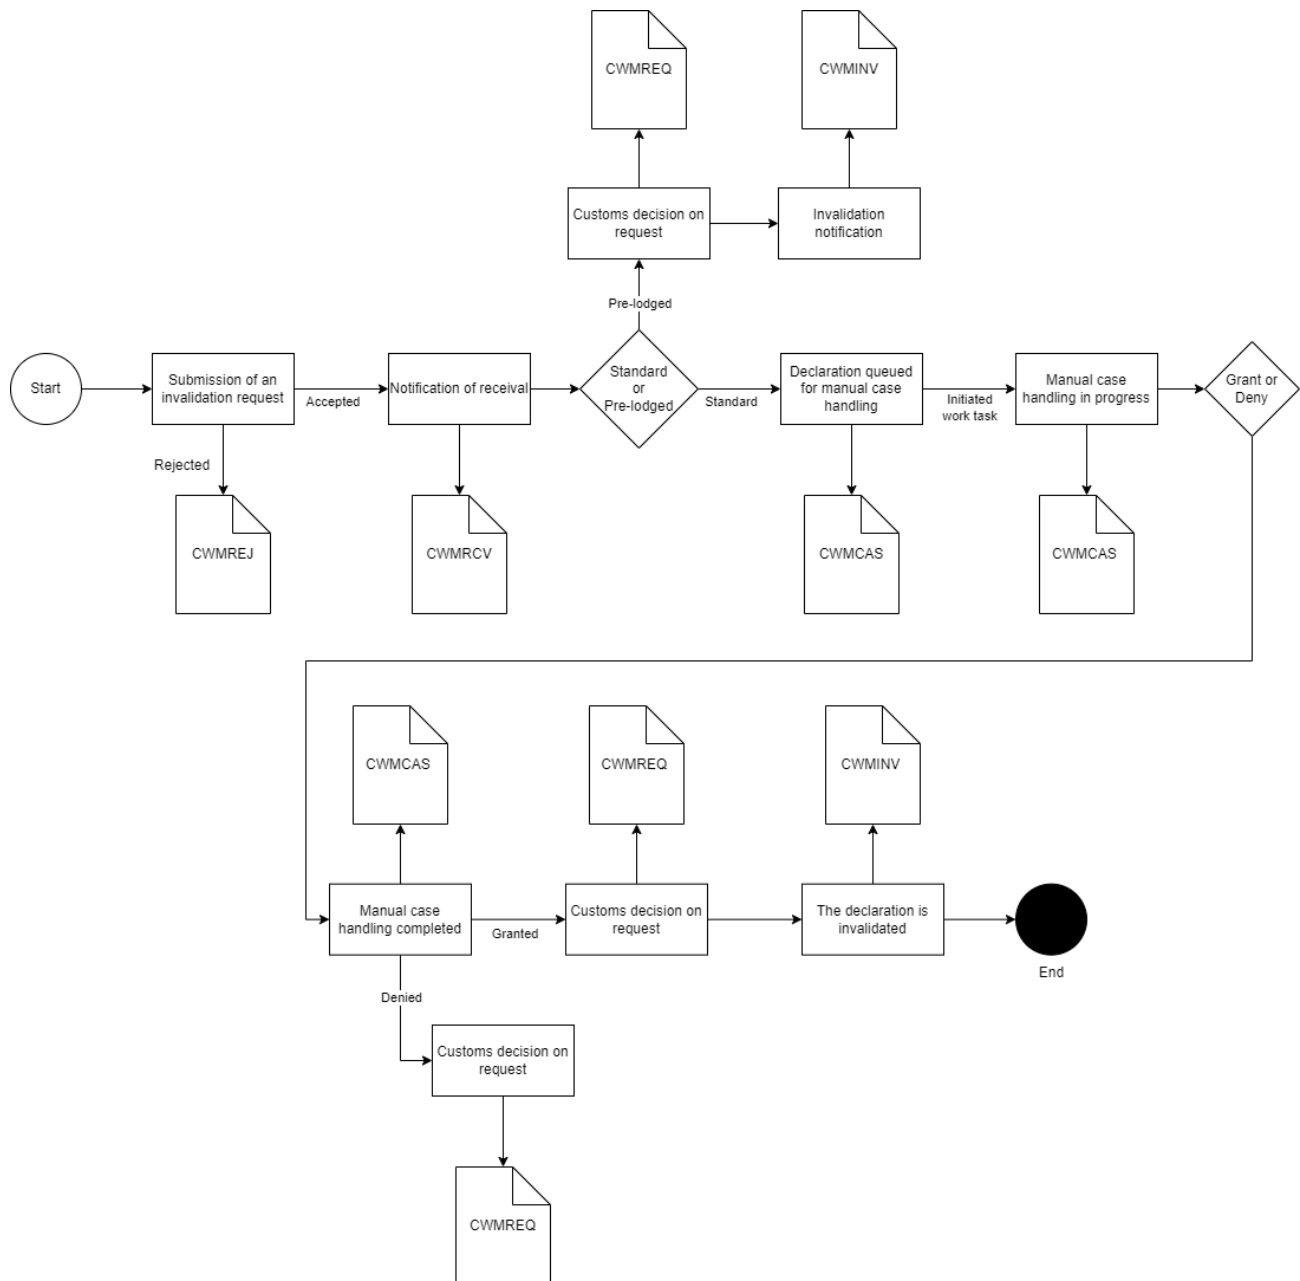 CWMREQ
CWMINV
Customs decision on
request
Invalidation
notification
Pre-lodged
Start
Submission of an
invalidation request
Accepted
Notification of receival
Standard
or
Pre-lodged
Standard
Declaration queued
for manual case
handling
Initiated
work task
Manual case
handling in progress
Grant or
Deny
Rejected
CWMREJ
CWMRCV
CWMCAS
CWMCAS
CWMCAS
CWMREQ
CWMINV
Manual case
handling completed
Granted
Customs decision on
request
The declaration is
invalidated
End
Denied
Customs decision on
request
CWMREQ